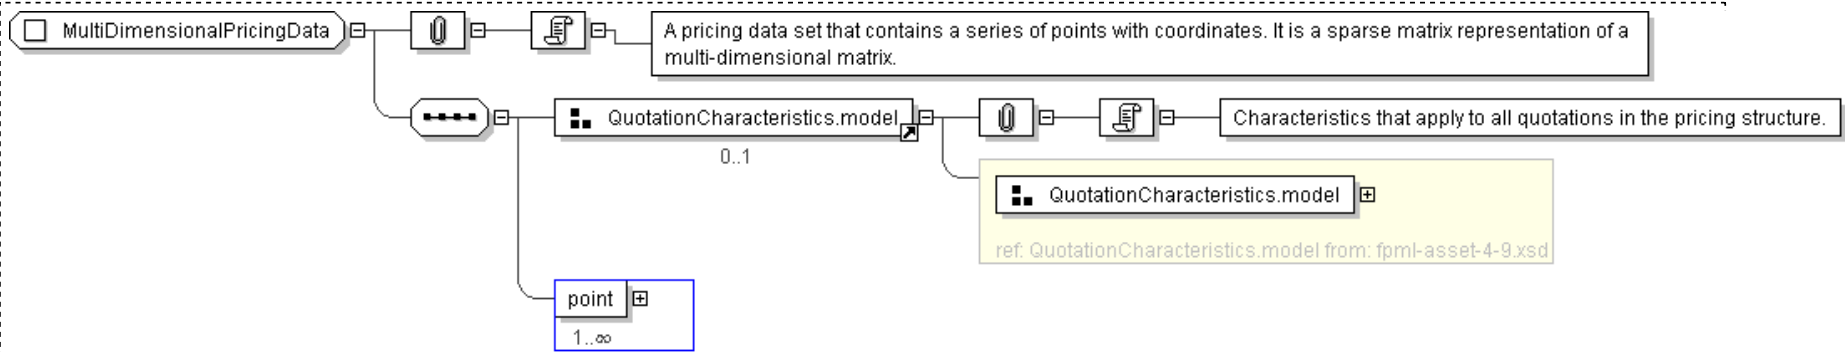 MultiDimensionalPricingData
A pricing data set that contains a series of points with coordinates. It is a sparse matrix representation of a
multi-dimensional matrix.
QuotationCharacteristics.model
0..1
Characteristics that apply to all quotations in the pricing structure.
QuotationCharacteristics.model
ref: QuotationCharacteristics.model from: fpml-asset-4-9.xsd
point
1..∞